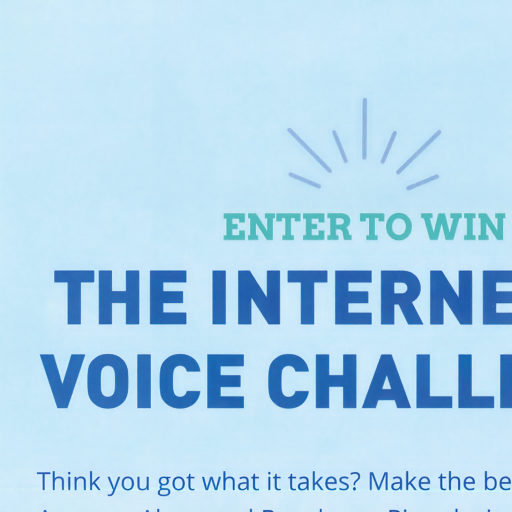 ENTER TO WIN
THE INTERNE
VOICE CHALL
Think you got what it takes? Make the be